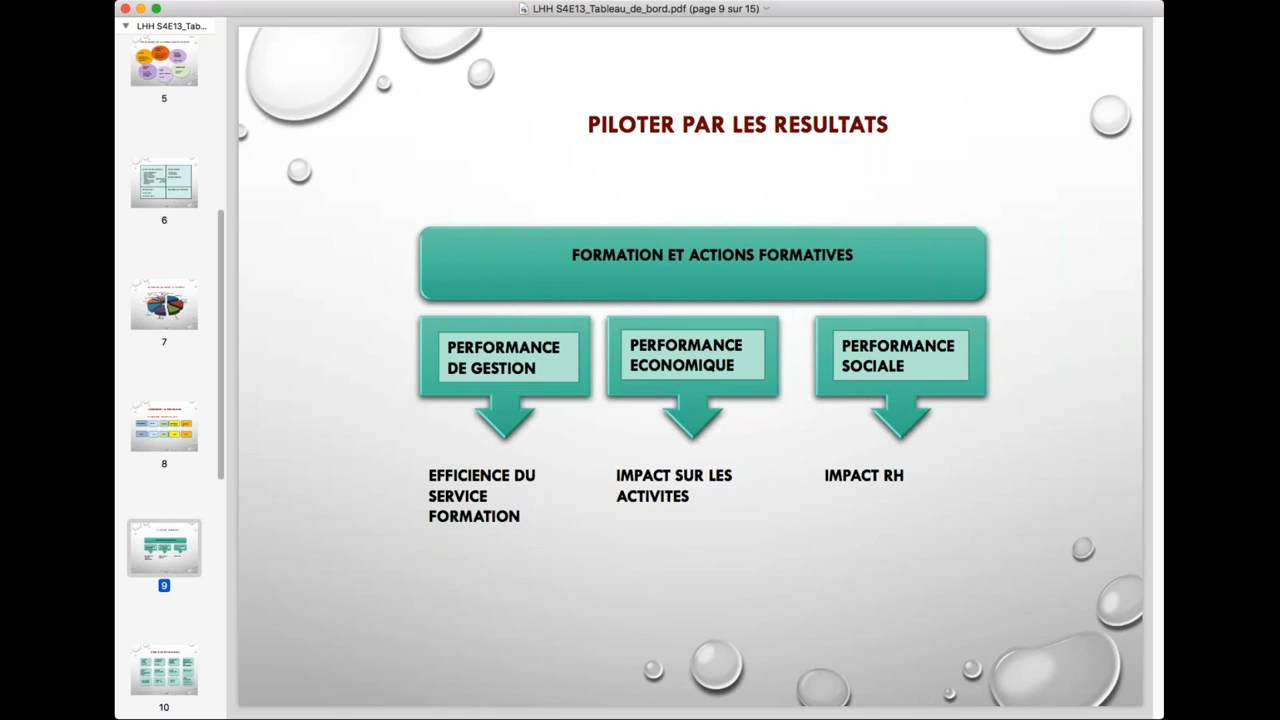 LHH S4E13_Tableau_de_bord.pdf (page 9 sur 15)
LHH S4E13_Tab...
5
6
7
8
9
10
PILOTER PAR LES RESULTATS
FORMATION ET ACTIONS FORMATIVES
PERFORMANCE
DE GESTION
PERFORMANCE
ECONOMIQUE
PERFORMANCE
SOCIALE
EFFICIENCE DU
SERVICE
FORMATION
IMPACT SUR LES
ACTIVITES
IMPACT RH